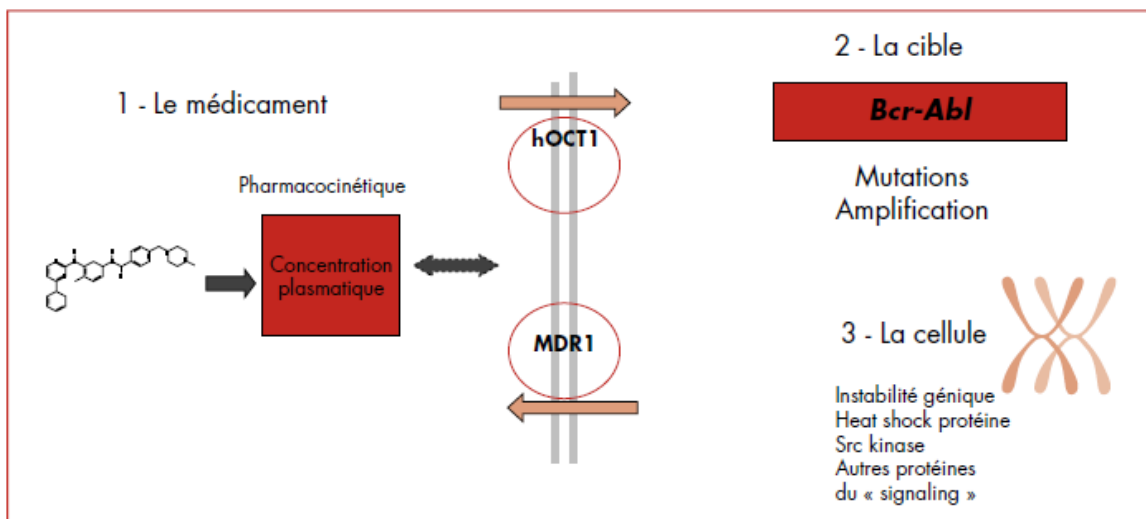 1 - Le médicament
Pharmacocinétique
Concentration
plasmatique
hOCT1
MDR1
2 - La cible
Bcr-Abl
Mutations
Amplification
3 - La cellule
Instabilité génique
Heat shock protéine
Src kinase
Autres protéines
du « signaling »